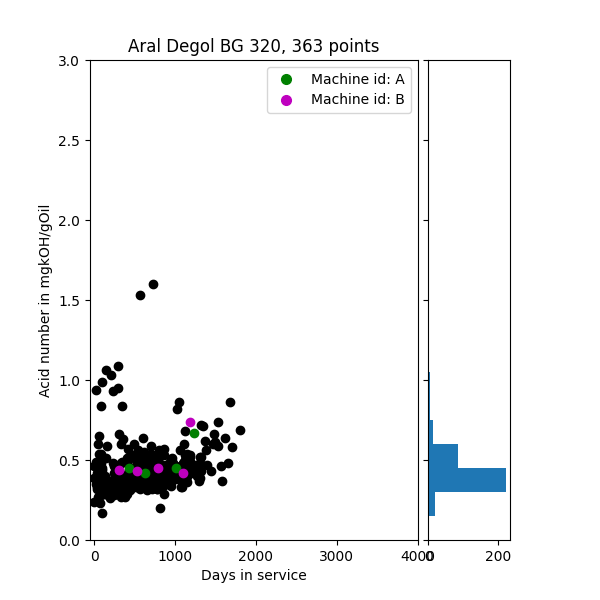 Aral Degol BG 320, 363 points
Machine id: A
Machine id: B
Acid number in mgkOH/gOil
3.0
2.5
2.0
1.5
1.0
0.5
0.0
0 1000 2000 3000 4000
0 200
Days in service